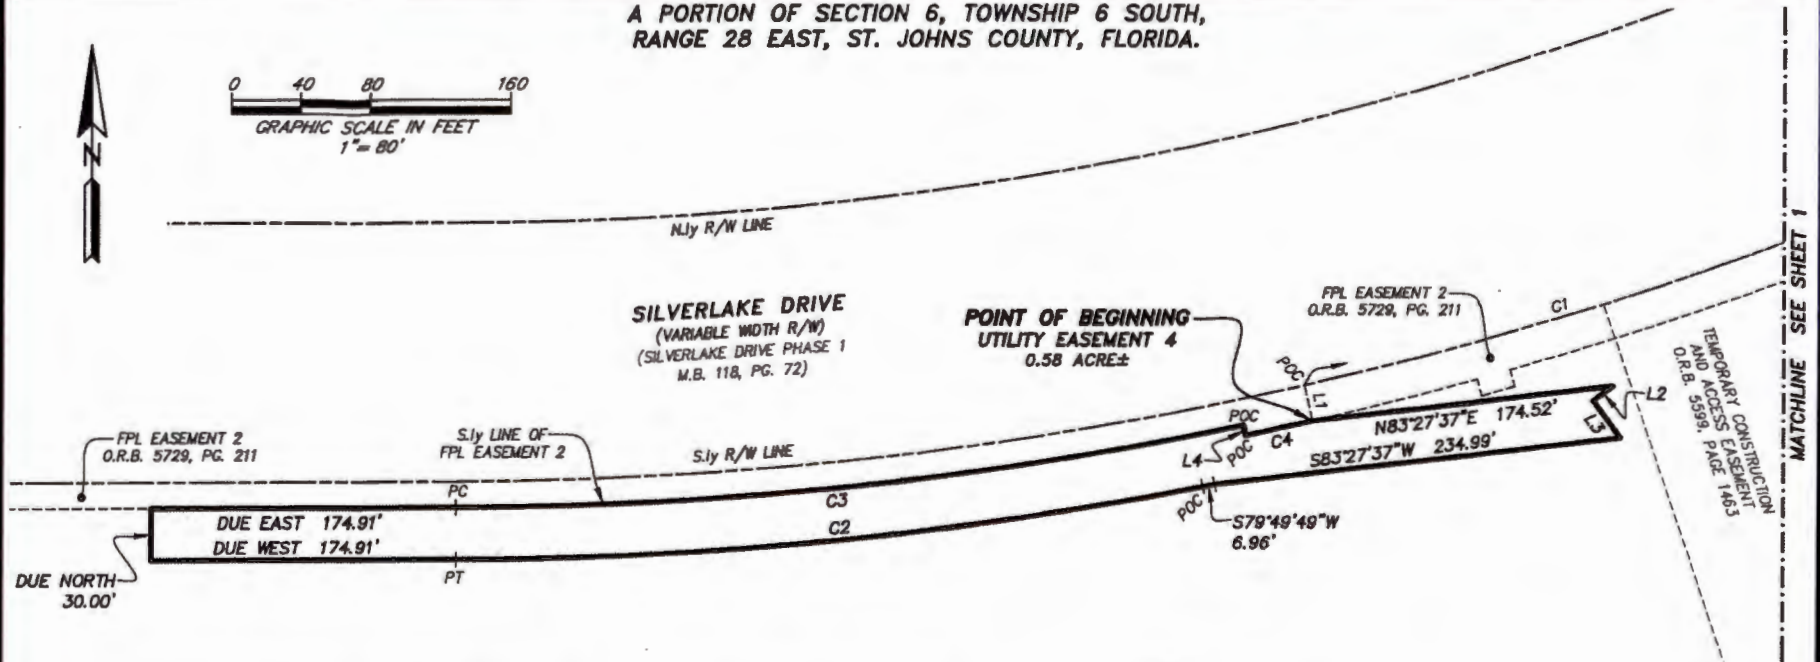 A PORTION OF SECTION 6, TOWNSHIP 6 SOUTH,
RANGE 28 EAST, ST. JOHNS COUNTY, FLORIDA.
0 40 80 160
GRAPHIC SCALE IN FEET
1"= 80'
N
N.ly R/W LINE
SILVERLAKE DRIVE
(VARIABLE WIDTH R/W)
(SILVERLAKE DRIVE PHASE 1
M.B. 118, PG. 72)
POINT OF BEGINNING
UTILITY EASEMENT 4
0.58 ACRE±
FPL EASEMENT 2
O.R.B. 5729, PG. 211
C1
POC
L1
MATCHLINE SEE SHEET 1
TEMPORARY CONSTRUCTION
AND ACCESS EASEMENT
O.R.B. 5599, PAGE 1463
L2
L3
N83°27'37"E 174.52'
S83°27'37"W 234.99'
POC
C4
L4
POC
POC
S79°49'49"W
6.96'
FPL EASEMENT 2
O.R.B. 5729, PG. 211
S.ly LINE OF
FPL EASEMENT 2
S.ly R/W LINE
PC
C3
C2
DUE EAST 174.91'
DUE WEST 174.91'
PT
DUE NORTH
30.00'